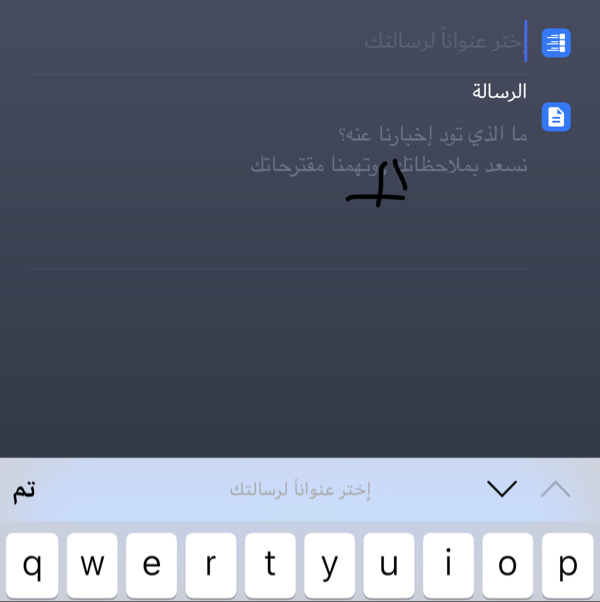 إختر عنواناً لرسالتك
الرسالة
ما الذي تود إخبارنا عنه؟
نسعد بملاحظاتك وتهمنا مقترحاتك
تم
إختر عنواناً لرسالتك
q w e r t y u i o p